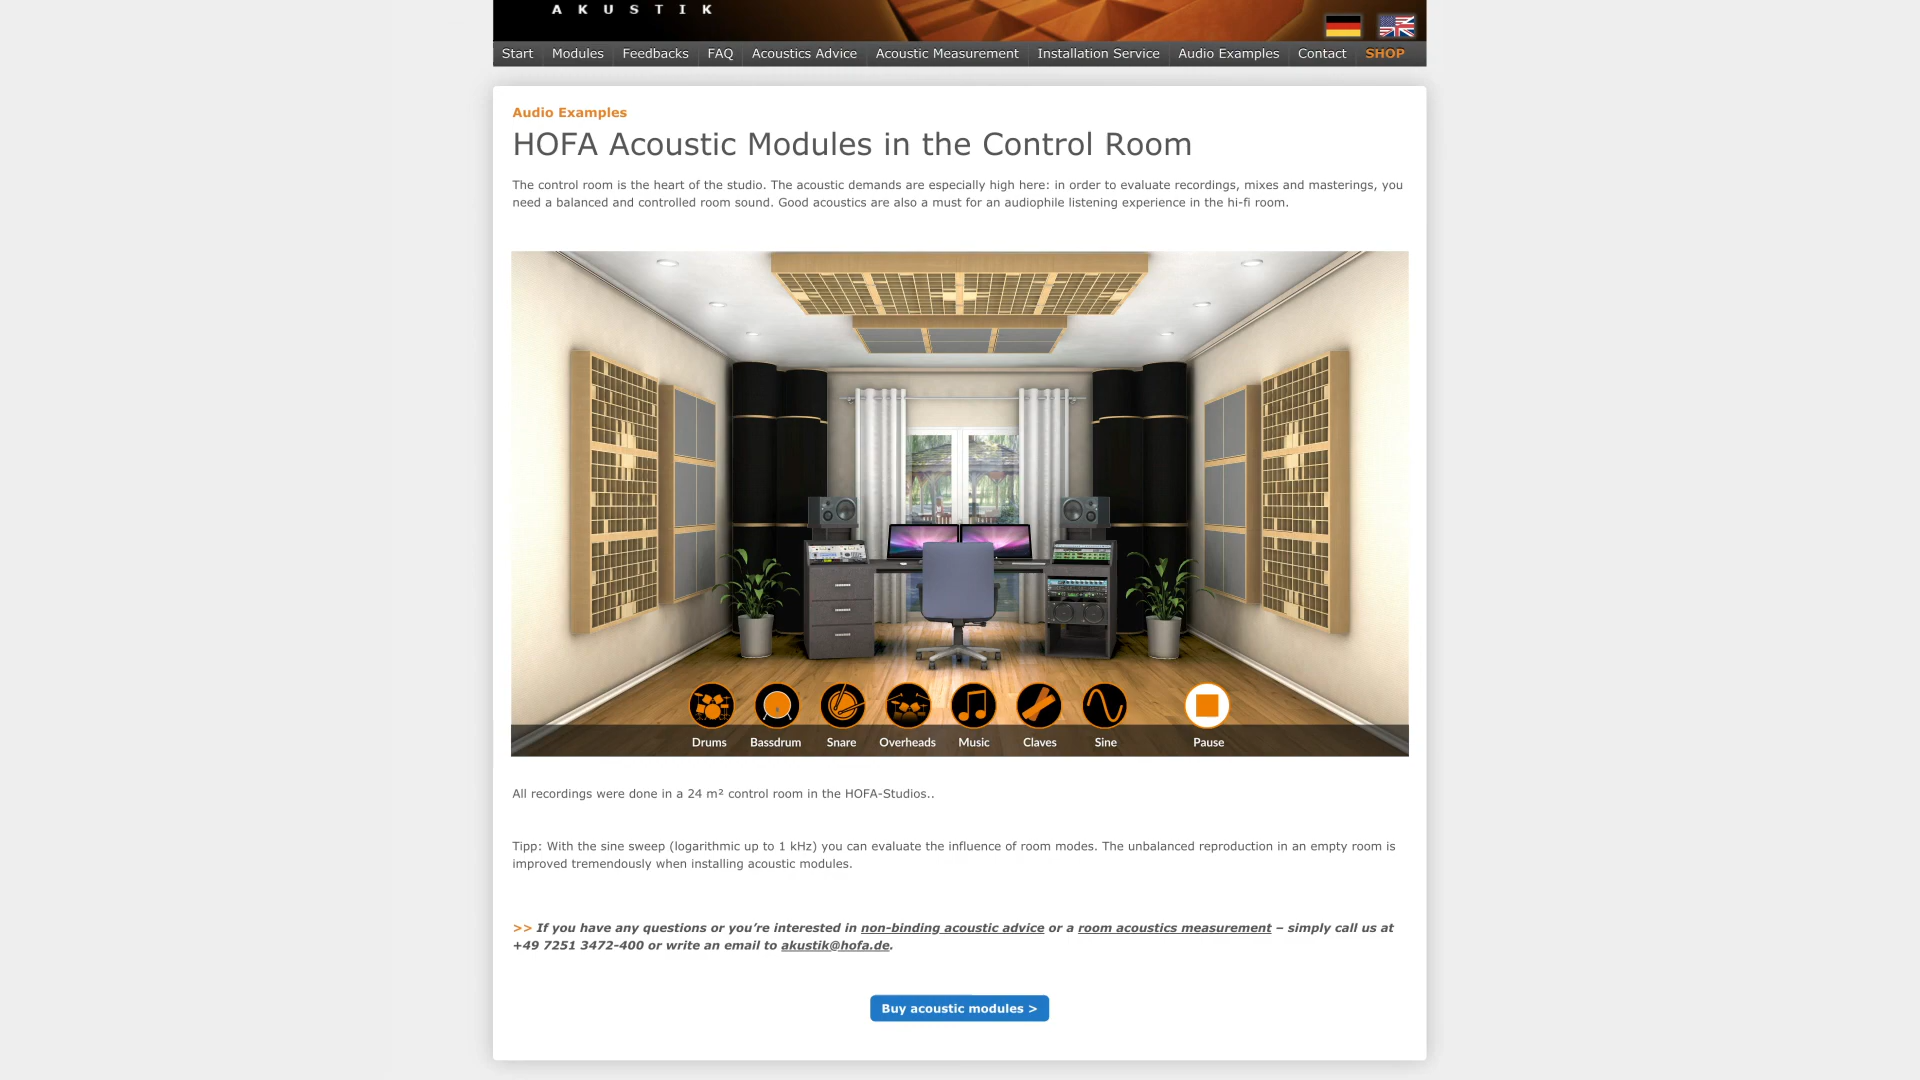 A K U S T I K
Start Modules Feedbacks FAQ Acoustics Advice Acoustic Measurement Installation Service Audio Examples Contact SHOP
Audio Examples
HOFA Acoustic Modules in the Control Room
The control room is the heart of the studio. The acoustic demands are especially high here: in order to evaluate recordings, mixes and masterings, you
need a balanced and controlled room sound. Good acoustics are also a must for an audiophile listening experience in the hi-fi room.
Drums Bassdrum Snare Overheads Music Claves Sine Pause
All recordings were done in a 24 m² control room in the HOFA-Studios..
Tipp: With the sine sweep (logarithmic up to 1 kHz) you can evaluate the influence of room modes. The unbalanced reproduction in an empty room is
improved tremendously when installing acoustic modules.
>> If you have any questions or you’re interested in non-binding acoustic advice or a room acoustics measurement – simply call us at
+49 7251 3472-400 or write an email to akustik@hofa.de.
Buy acoustic modules >